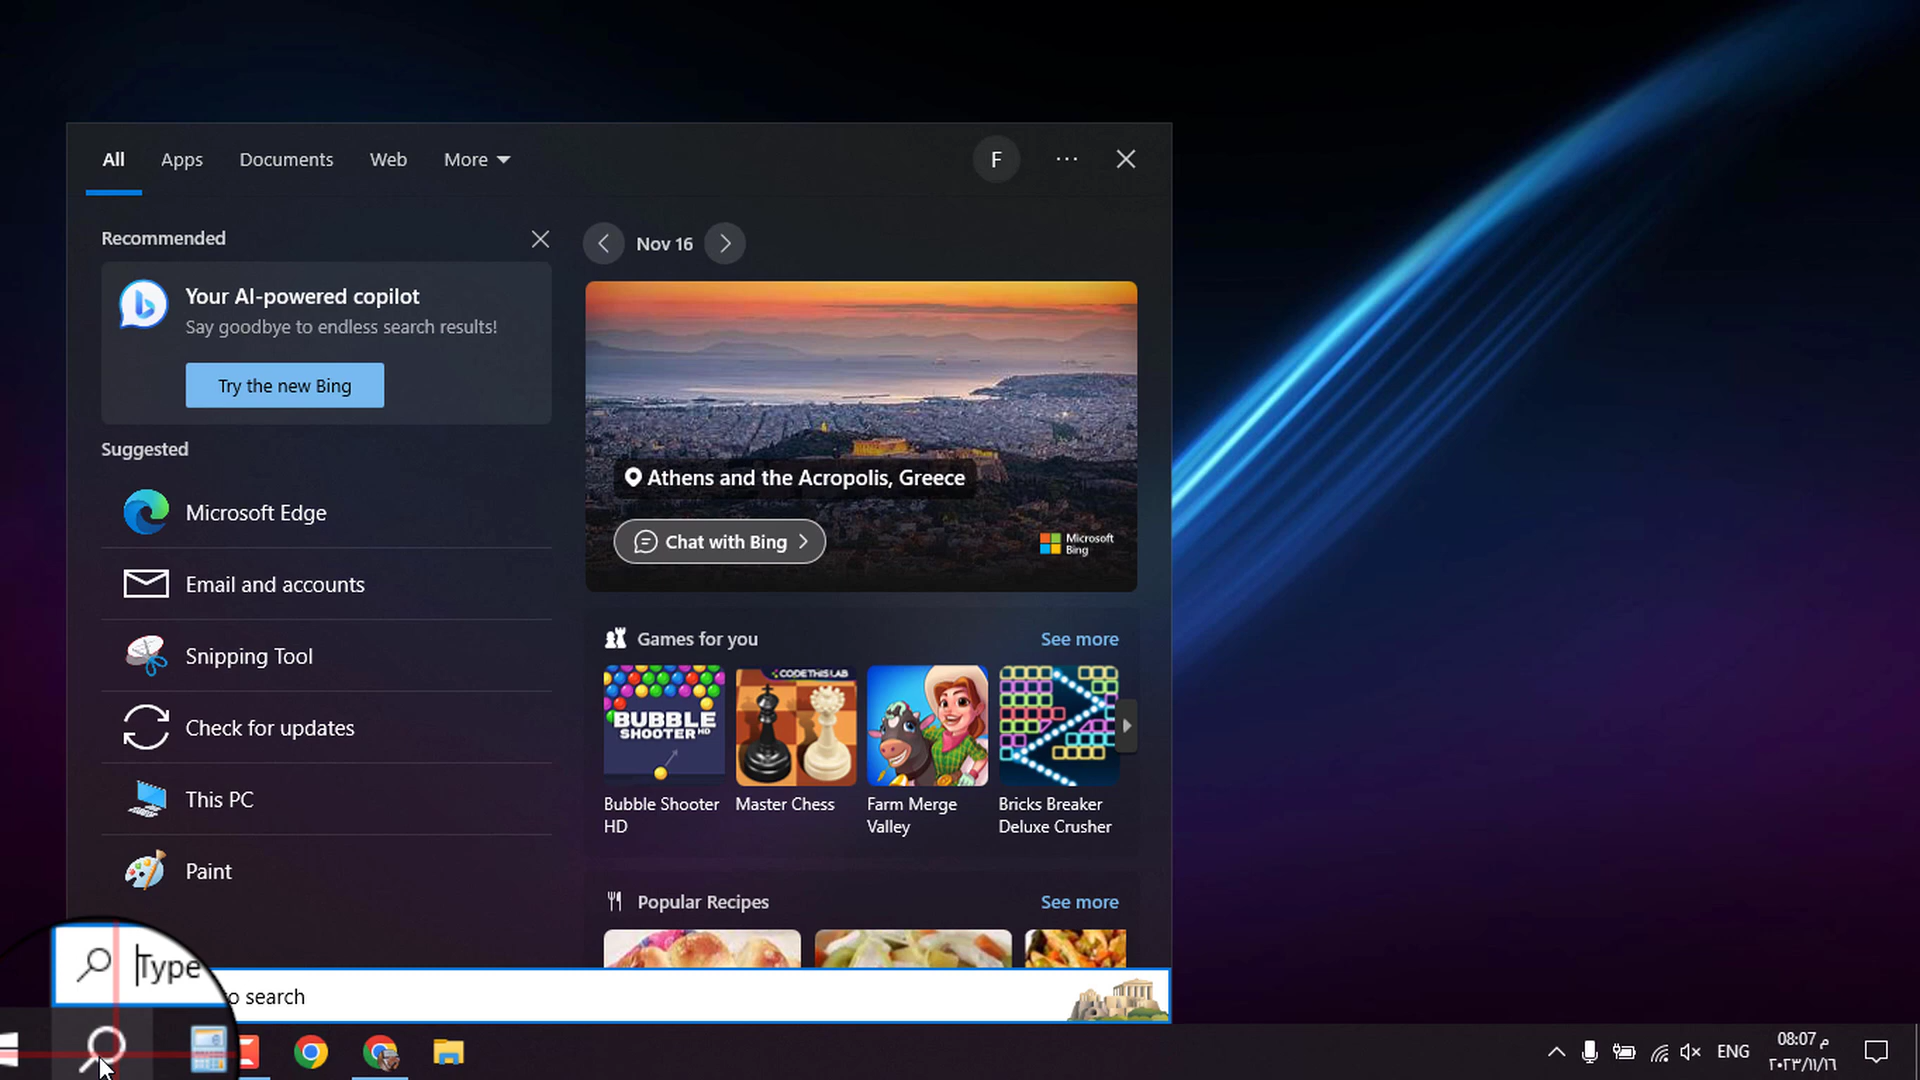 All Apps Documents Web More F ...
Recommended
Your AI-powered copilot
Say goodbye to endless search results!
Try the new Bing
Suggested
Microsoft Edge
Email and accounts
Snipping Tool
Check for updates
This PC
Paint
Nov 16
Athens and the Acropolis, Greece
Chat with Bing
Microsoft
Bing
Games for you See more
CODETHISLAB
BUBBLE
SHOOTER HD
Bubble Shooter
HD
Master Chess
Farm Merge
Valley
Bricks Breaker
Deluxe Crusher
Popular Recipes See more
Type
o search
ENG
08:07 م
٢٠٢٣/١١/١٦